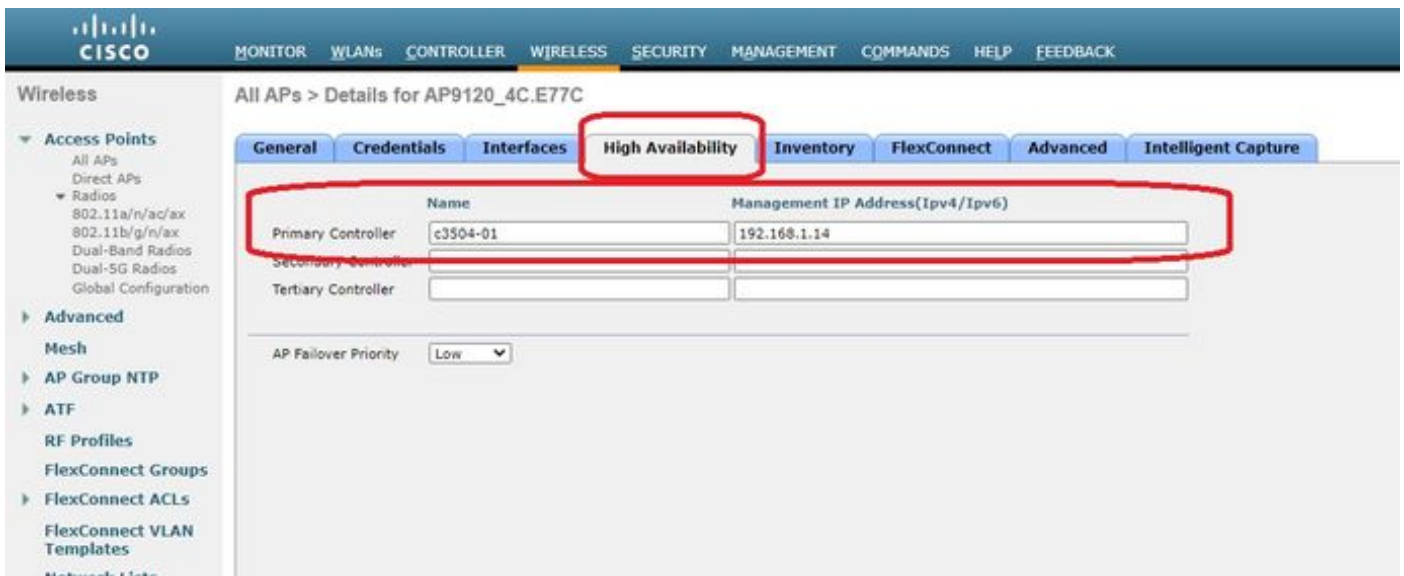 CISCO
MONITOR WLANs CONTROLLER WIRELESS SECURITY MANAGEMENT COMMANDS HELP FEEDBACK
Wireless
Access Points
All APs
Direct APs
Radios
802.11a/n/ac/ax
802.11b/g/n/ax
Dual-Band Radios
Dual-5G Radios
Global Configuration
Advanced
Mesh
AP Group NTP
ATF
RF Profiles
FlexConnect Groups
FlexConnect ACLs
FlexConnect VLAN
Templates
Network Lists
All APs > Details for AP9120_4C.E77C
General Credentials Interfaces High Availability Inventory FlexConnect Advanced Intelligent Capture
Name Management IP Address(Ipv4/Ipv6)
Primary Controller c3504-01 192.168.1.14
Secondary Controller
Tertiary Controller
AP Failover Priority Low